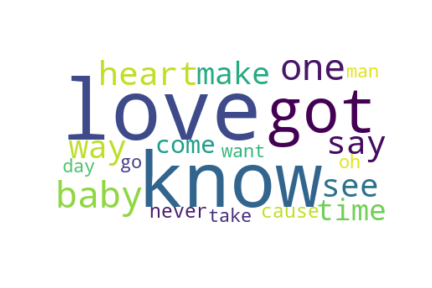 heart make one man
love got
way come want say
day go know oh see
baby never take cause time